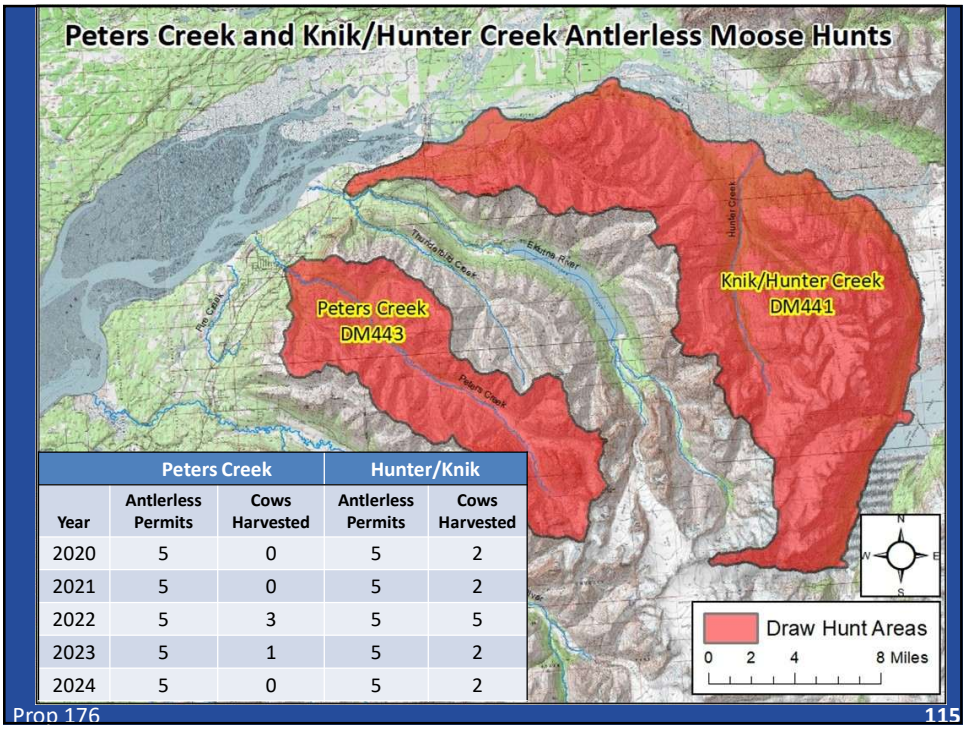 Peters Creek and Knik/Hunter Creek Antlerless Moose Hunts
Hunter Creek
Thunderbird Creek
Eklutna River
Knik/Hunter Creek
DM441
Peters Creek
DM443
Peters Creek
Peters Creek Hunter/Knik
Year Antlerless Permits Cows Harvested Antlerless Permits Cows Harvested
2020 5 0 5 2
2021 5 0 5 2
2022 5 3 5 5
2023 5 1 5 2
2024 5 0 5 2
N
W E
S
Draw Hunt Areas
0 2 4 8 Miles
Prop 176
115